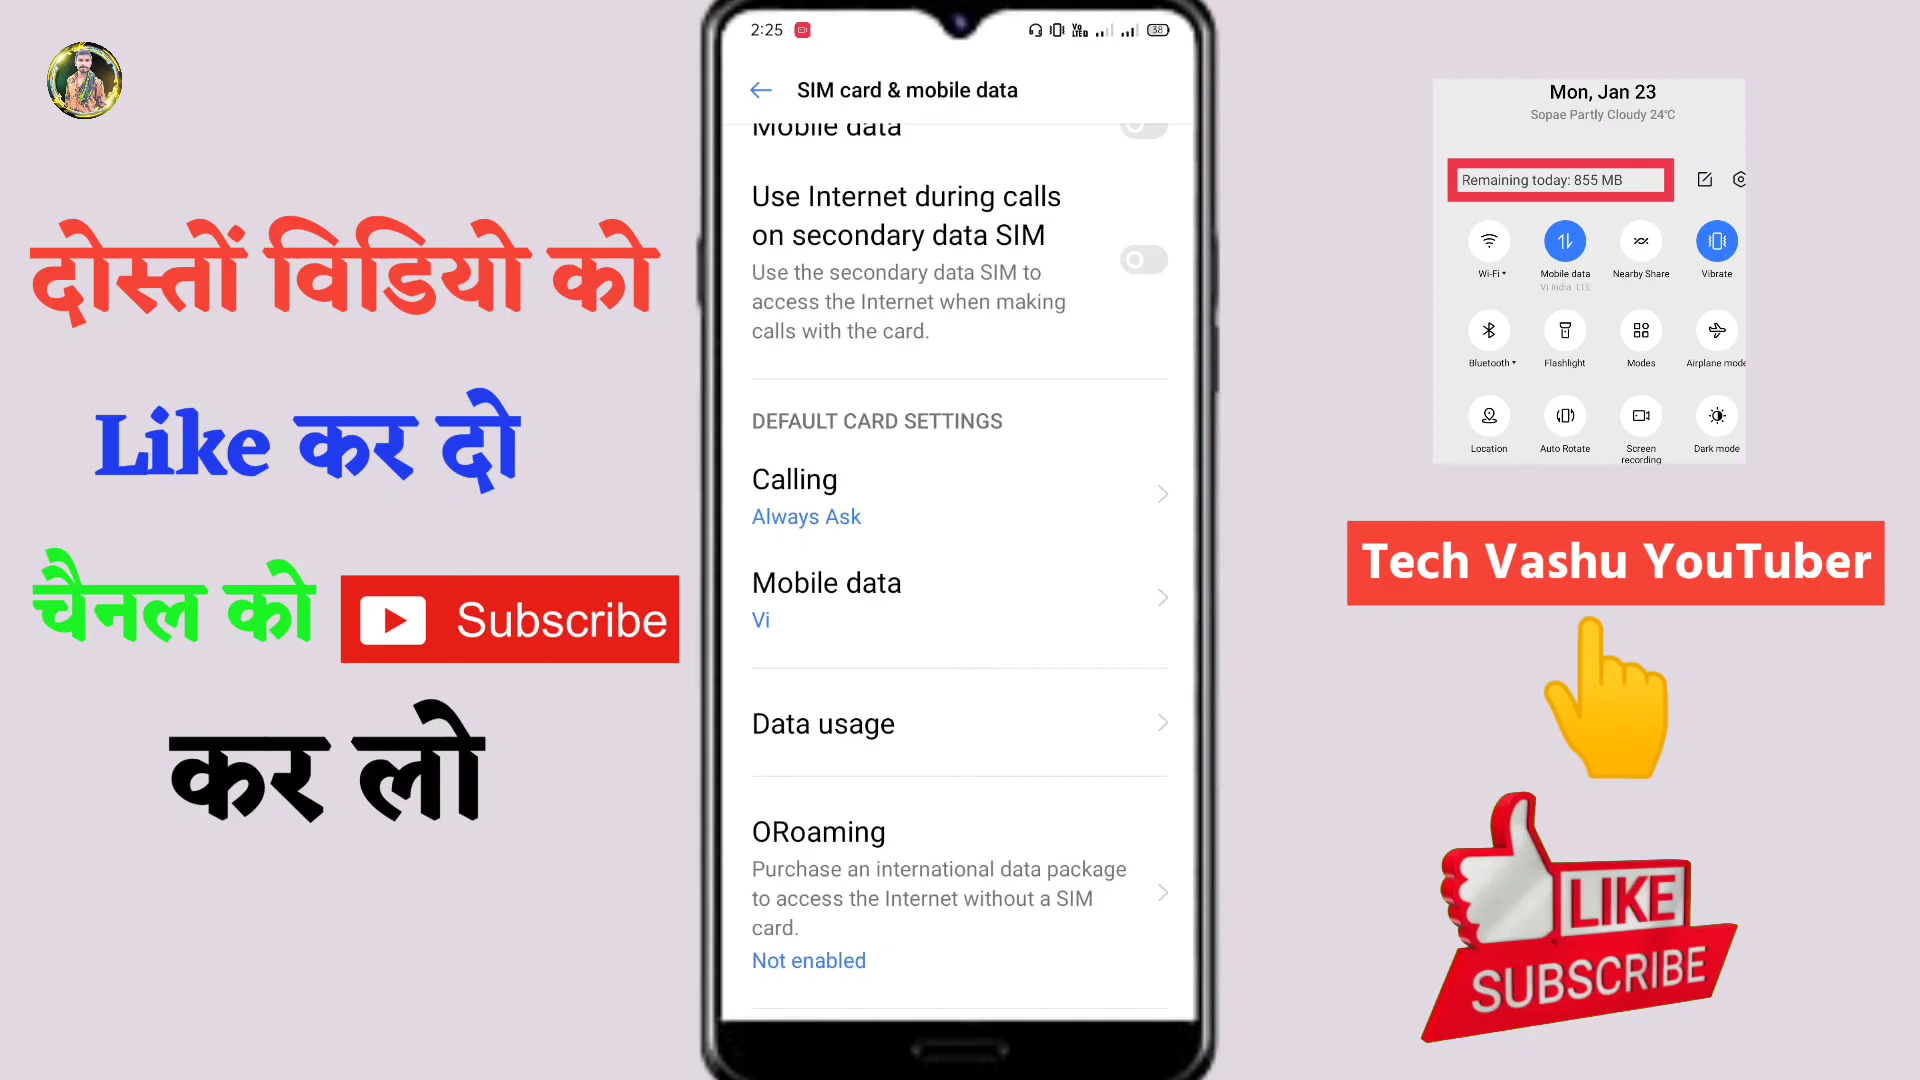 दोस्तों विडियो को
Like कर दो
चैनल को
Subscribe
कर लो
2:25
38
SIM card & mobile data
Mobile data
Use Internet during calls
on secondary data SIM
Use the secondary data SIM to
access the Internet when making
calls with the card.
DEFAULT CARD SETTINGS
Calling
Always Ask
Mobile data
Vi
Data usage
ORoaming
Purchase an international data package
to access the Internet without a SIM
card.
Not enabled
Mon, Jan 23
Sopae Partly Cloudy 24°C
Remaining today: 855 MB
Wi-Fi
Mobile data
Nearby Share
Vibrate
Vi India LTE
Bluetooth
Flashlight
Modes
Airplane mode
Location
Auto Rotate
Screen
recording
Dark mode
Tech Vashu YouTuber
LIKE
SUBSCRIBE